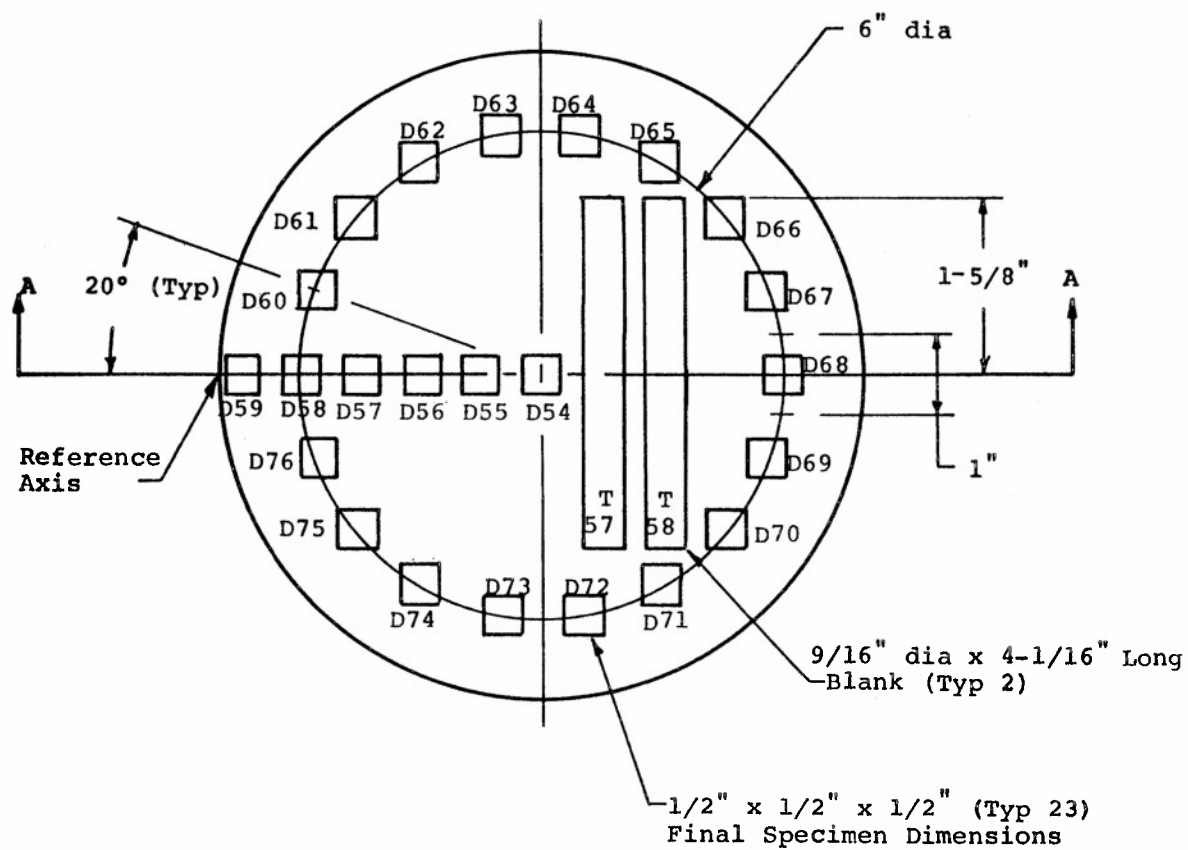 6" dia
D63
D64
D62
D65
D61
D66
1-5/8"
A
20° (Typ)
D60
D67
A
D68
D59
D58
D57
D56
D55
D54
Reference
Axis
D76
D69
1"
T
57
T
58
D75
D70
D73
D72
D74
D71
9/16" dia x 4-1/16" Long
Blank (Typ 2)
1/2" x 1/2" x 1/2" (Typ 23)
Final Specimen Dimensions